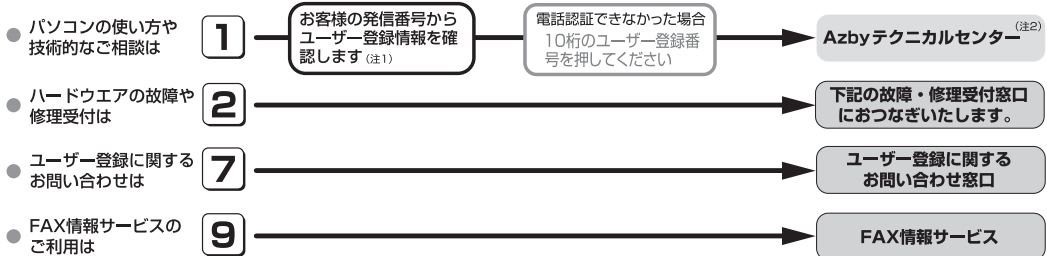 ● パソコンの使い方や
技術的なご相談は
1
お客様の発信番号から
ユーザー登録情報を確
認します(注1)
電話認証できなかった場合
10桁のユーザー登録番
号を押してください
Azbyテクニカルセンター(注2)
● ハードウエアの故障や
修理受付は
2
下記の故障・修理受付窓口
におつなぎいたします。
● ユーザー登録に関する
お問い合わせは
7
ユーザー登録に関する
お問い合わせ窓口
● FAX情報サービスの
ご利用は
9
FAX情報サービス